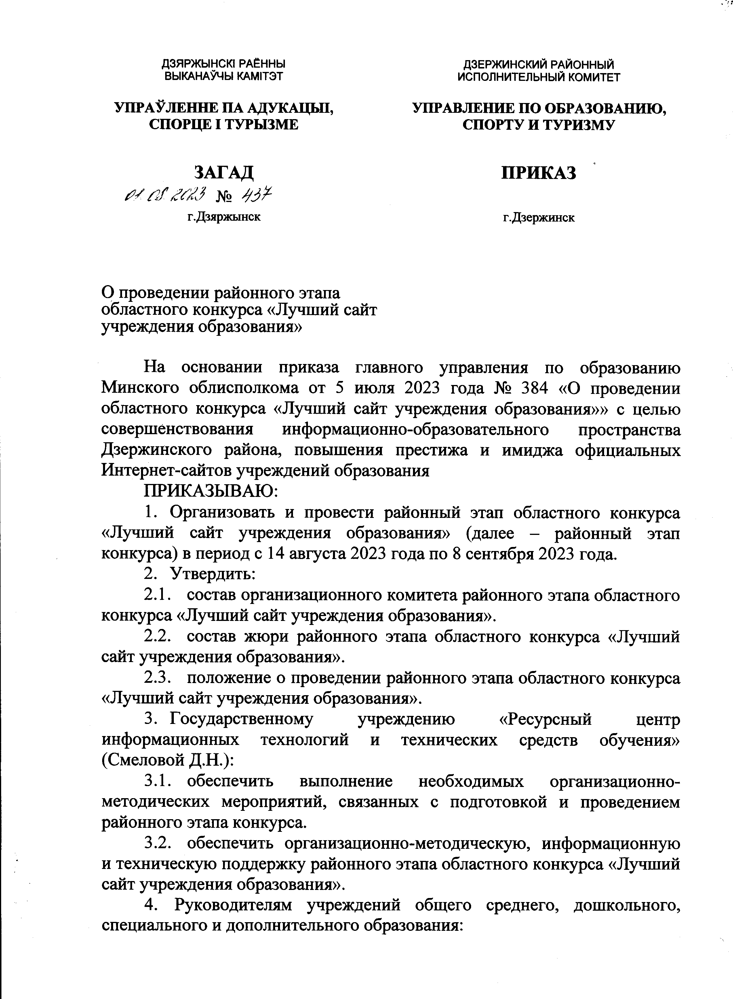 ДЗЯРЖЫНСКІ РАЁННЫ
ВЫКАНАЎЧЫ КАМІТЭТ
УПРАЎЛЕННЕ ПА АДУКАЦЫІ,
СПОРЦЕ І ТУРЫЗМЕ
ЗАГАД
01 08 2023 № 437
г.Дзяржынск
ДЗЕРЖИНСКИЙ РАЙОННЫЙ
ИСПОЛНИТЕЛЬНЫЙ КОМИТЕТ
УПРАВЛЕНИЕ ПО ОБРАЗОВАНИЮ,
СПОРТУ И ТУРИЗМУ
ПРИКАЗ
г.Дзержинск
О проведении районного этапа
областного конкурса «Лучший сайт
учреждения образования»
На основании приказа главного управления по образованию
Минского облисполкома от 5 июля 2023 года № 384 «О проведении
областного конкурса «Лучший сайт учреждения образования»» с целью
совершенствования информационно-образовательного пространства
Дзержинского района, повышения престижа и имиджа официальных
Интернет-сайтов учреждений образования
ПРИКАЗЫВАЮ:
1. Организовать и провести районный этап областного конкурса
«Лучший сайт учреждения образования» (далее – районный этап
конкурса) в период с 14 августа 2023 года по 8 сентября 2023 года.
2. Утвердить:
2.1. состав организационного комитета районного этапа областного
конкурса «Лучший сайт учреждения образования».
2.2. состав жюри районного этапа областного конкурса «Лучший
сайт учреждения образования».
2.3. положение о проведении районного этапа областного конкурса
«Лучший сайт учреждения образования».
3. Государственному учреждению «Ресурсный центр
информационных технологий и технических средств обучения»
(Смеловой Д.Н.):
3.1. обеспечить выполнение необходимых организационно-
методических мероприятий, связанных с подготовкой и проведением
районного этапа конкурса.
3.2. обеспечить организационно-методическую, информационную
и техническую поддержку районного этапа областного конкурса «Лучший
сайт учреждения образования».
4. Руководителям учреждений общего среднего, дошкольного,
специального и дополнительного образования: